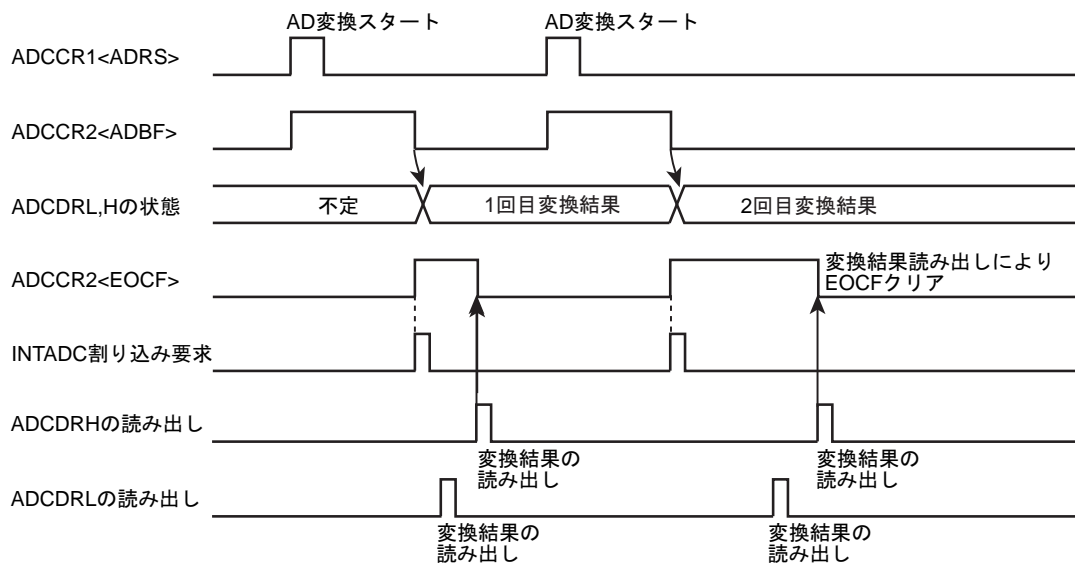 AD変換スタート
AD変換スタート
ADCCR1<ADRS>
ADCCR2<ADBF>
ADCDRL,Hの状態
不定
1回目変換結果
2回目変換結果
ADCCR2<EOCF>
変換結果読み出しにより
EOCFクリア
INTADC割り込み要求
ADCDRHの読み出し
変換結果の
読み出し
変換結果の
読み出し
ADCDRLの読み出し
変換結果の
読み出し
変換結果の
読み出し